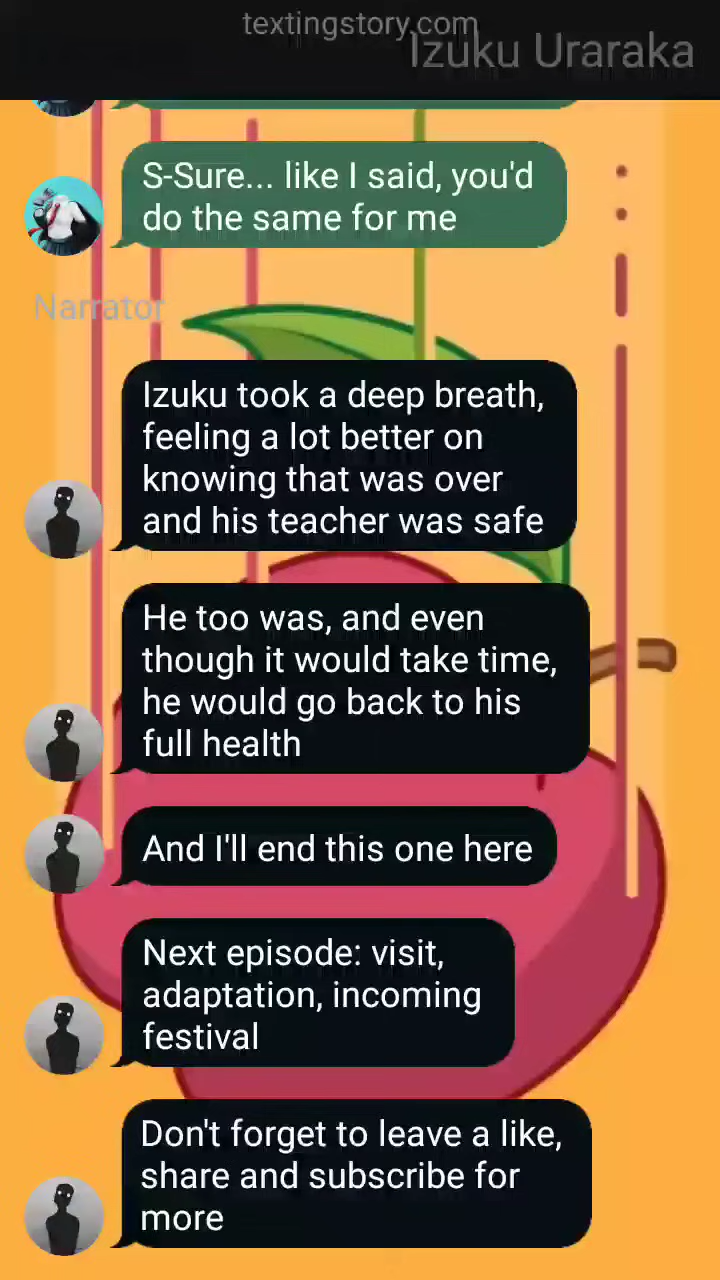 textingstory.com
Izuku Uraraka
S-Sure... like I said, you'd
do the same for me
Narrator
Izuku took a deep breath,
feeling a lot better on
knowing that was over
and his teacher was safe
He too was, and even
though it would take time,
he would go back to his
full health
And I'll end this one here
Next episode: visit,
adaptation, incoming
festival
Don't forget to leave a like,
share and subscribe for
more